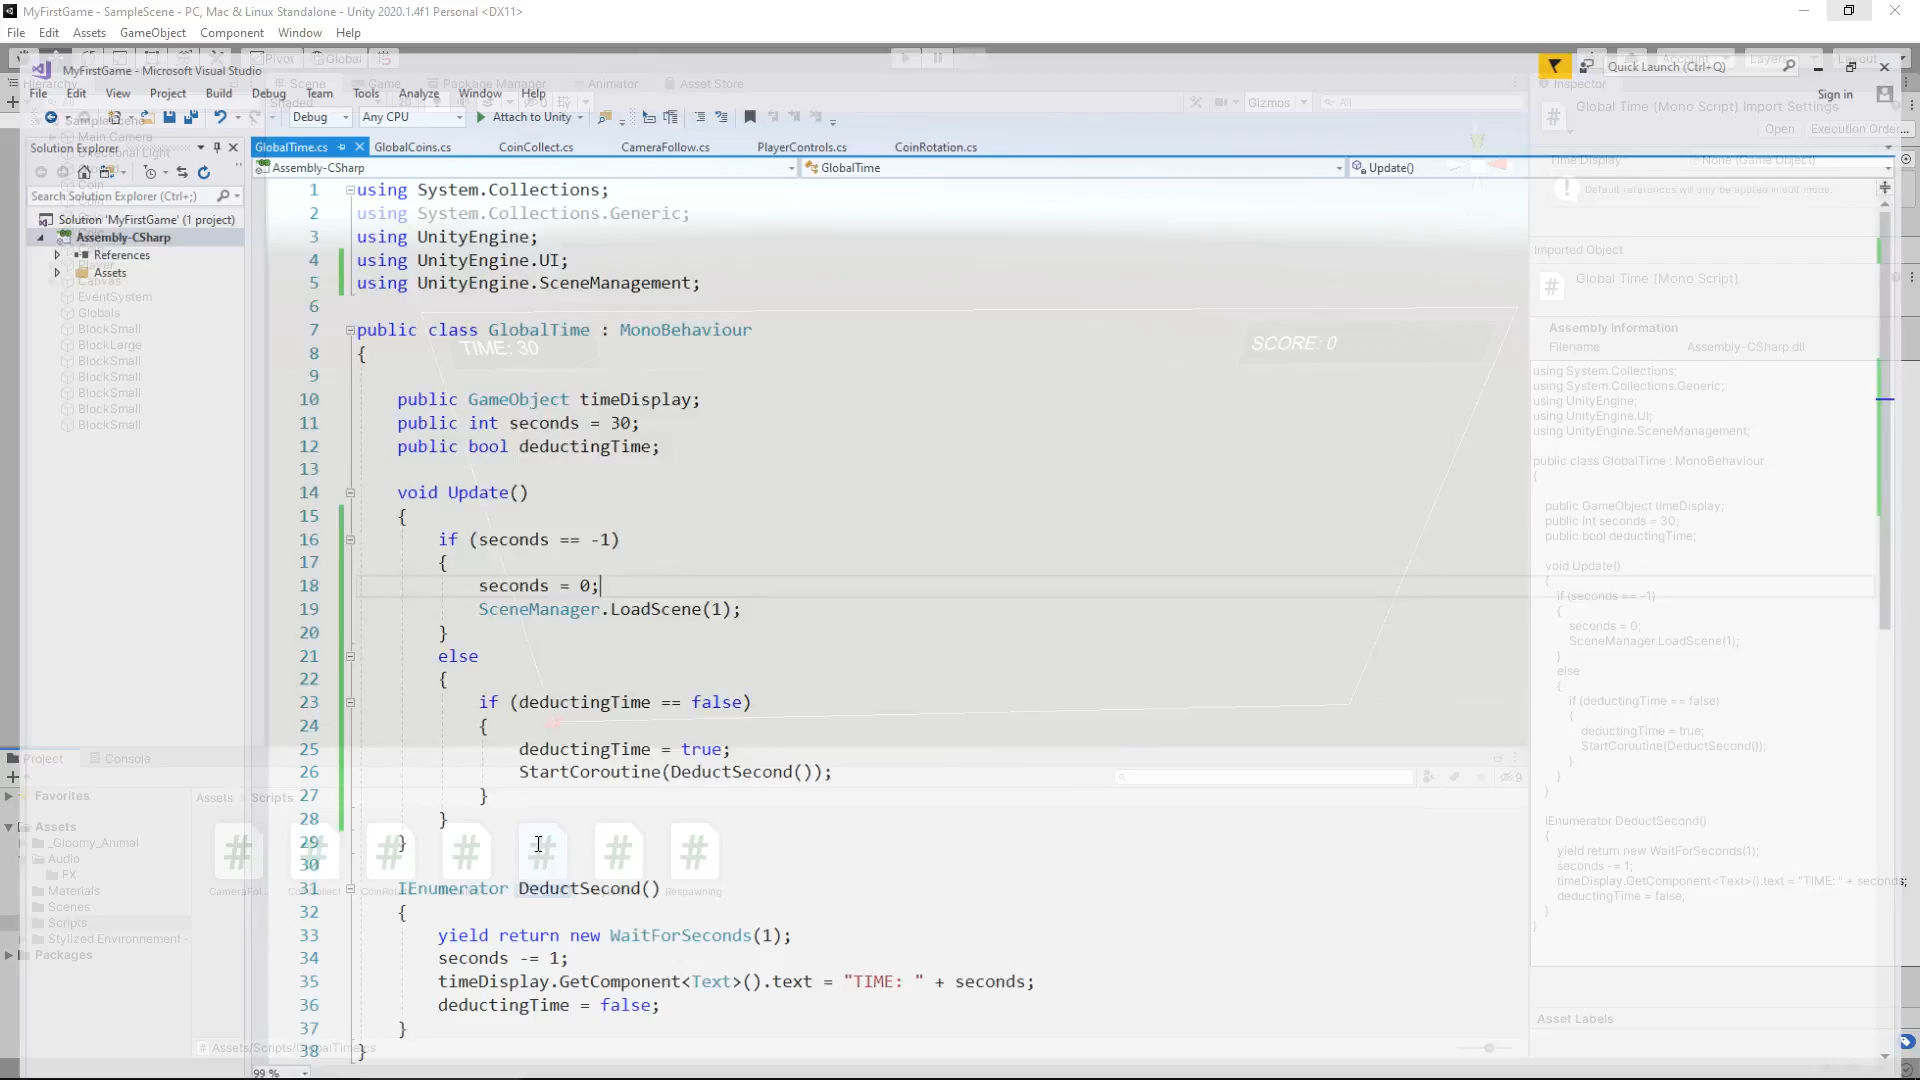 MyFirstGame - SampleScene - PC, Mac & Linux Standalone - Unity 2020.1.4f1 Personal <DX11>
File Edit Assets GameObject Component Window Help
Pivot Global Account Layers Layout
MyFirstGame - Microsoft Visual Studio
Quick Launch (Ctrl+Q)
Hierarchy Scene Game Package Manager Animator Asset Store Inspector
File Edit View Project Build Debug Team Tools Analyze Window Help
Sign in
Shaded 2D Gizmos All
Global Time (Mono Script) Import Settings
Debug Any CPU Attach to Unity
Open Execution Order...
SampleScene
Main Camera
Directional Light
Solution Explorer
GlobalTime.cs GlobalCoins.cs CoinCollect.cs CameraFollow.cs PlayerControls.cs CoinRotation.cs
Time Display None (Game Object)
Assembly-CSharp GlobalTime Update()
Default references will only be applied in edit mode.
Search Solution Explorer (Ctrl+;)
Solution 'MyFirstGame' (1 project)
Assembly-CSharp
References
Assets
Coin
Player
Canvas
EventSystem
Globals
BlockSmall
BlockLarge
BlockSmall
BlockSmall
BlockSmall
BlockSmall
BlockSmall
1 using System.Collections;
2 using System.Collections.Generic;
3 using UnityEngine;
4 using UnityEngine.UI;
5 using UnityEngine.SceneManagement;
6
7 public class GlobalTime : MonoBehaviour
8 {
9
10 public GameObject timeDisplay;
11 public int seconds = 30;
12 public bool deductingTime;
13
14 void Update()
15 {
16 if (seconds == -1)
17 {
18 seconds = 0;
19 SceneManager.LoadScene(1);
20 }
21 else
22 {
23 if (deductingTime == false)
24 {
25 deductingTime = true;
26 StartCoroutine(DeductSecond());
27 }
28 }
29 }
30
31 IEnumerator DeductSecond()
32 {
33 yield return new WaitForSeconds(1);
34 seconds -= 1;
35 timeDisplay.GetComponent<Text>().text = "TIME: " + seconds;
36 deductingTime = false;
37 }
38 }
99 %
TIME: 30
SCORE: 0
Imported Object
Global Time (Mono Script)
Assembly Information
Filename Assembly-CSharp.dll
using System.Collections;
using System.Collections.Generic;
using UnityEngine;
using UnityEngine.UI;
using UnityEngine.SceneManagement;
public class GlobalTime : MonoBehaviour
{
public GameObject timeDisplay;
public int seconds = 30;
public bool deductingTime;
void Update()
{
if (seconds == -1)
{
seconds = 0;
SceneManager.LoadScene(1);
}
else
{
if (deductingTime == false)
{
deductingTime = true;
StartCoroutine(DeductSecond());
}
}
}
IEnumerator DeductSecond()
{
yield return new WaitForSeconds(1);
seconds -= 1;
timeDisplay.GetComponent<Text>().text = "TIME: " + seconds;
deductingTime = false;
}
}
Asset Labels
Project Console
9
Favorites
Assets
_Gloomy_Animal
Audio
FX
Materials
Scenes
Scripts
Stylized Environnement -
Packages
Assets Scripts
CameraFol... CoinCollect CoinRotat... Respawning
Assets/Scripts/GlobalTime.cs